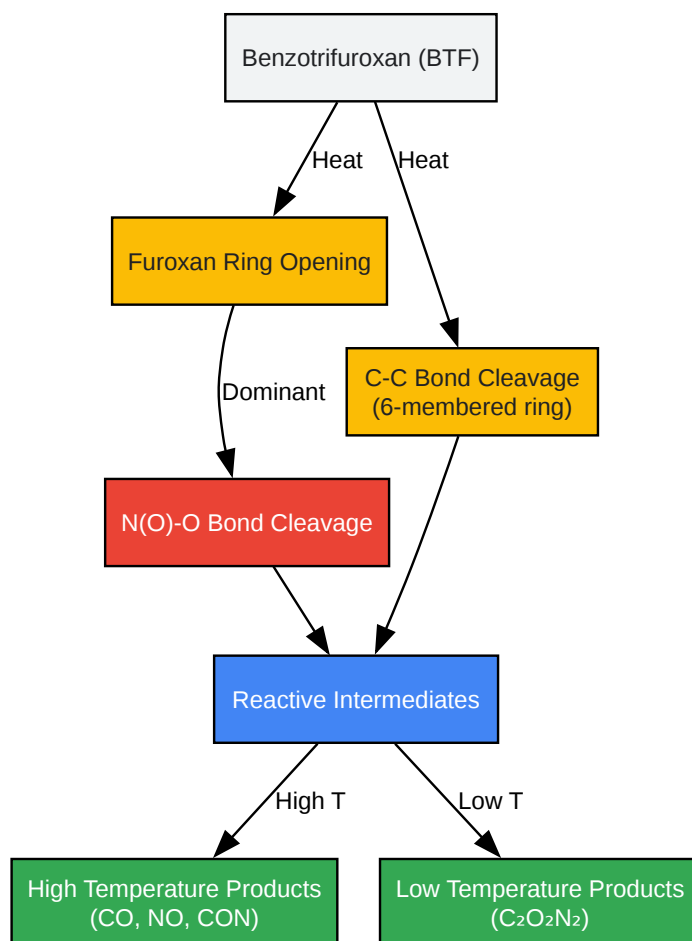 Benzotrifuroxan (BTF)
Heat
Heat
Furoxan Ring Opening
C-C Bond Cleavage
(6-membered ring)
Dominant
N(O)-O Bond Cleavage
Reactive Intermediates
High T
Low T
High Temperature Products
(CO, NO, CON)
Low Temperature Products
(C₂O₂N₂)